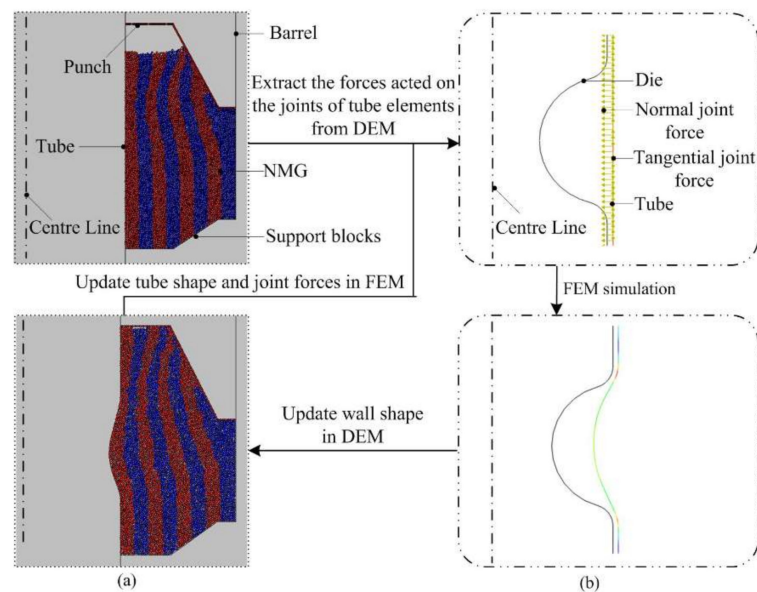 Punch
Barrel
Tube
NMG
Centre Line
Support blocks
Extract the forces acted on
the joints of tube elements
from DEM
Die
Normal joint
force
Tangential joint
force
Tube
Centre Line
Update tube shape and joint forces in FEM
FEM simulation
Update wall shape
in DEM
(a)
(b)